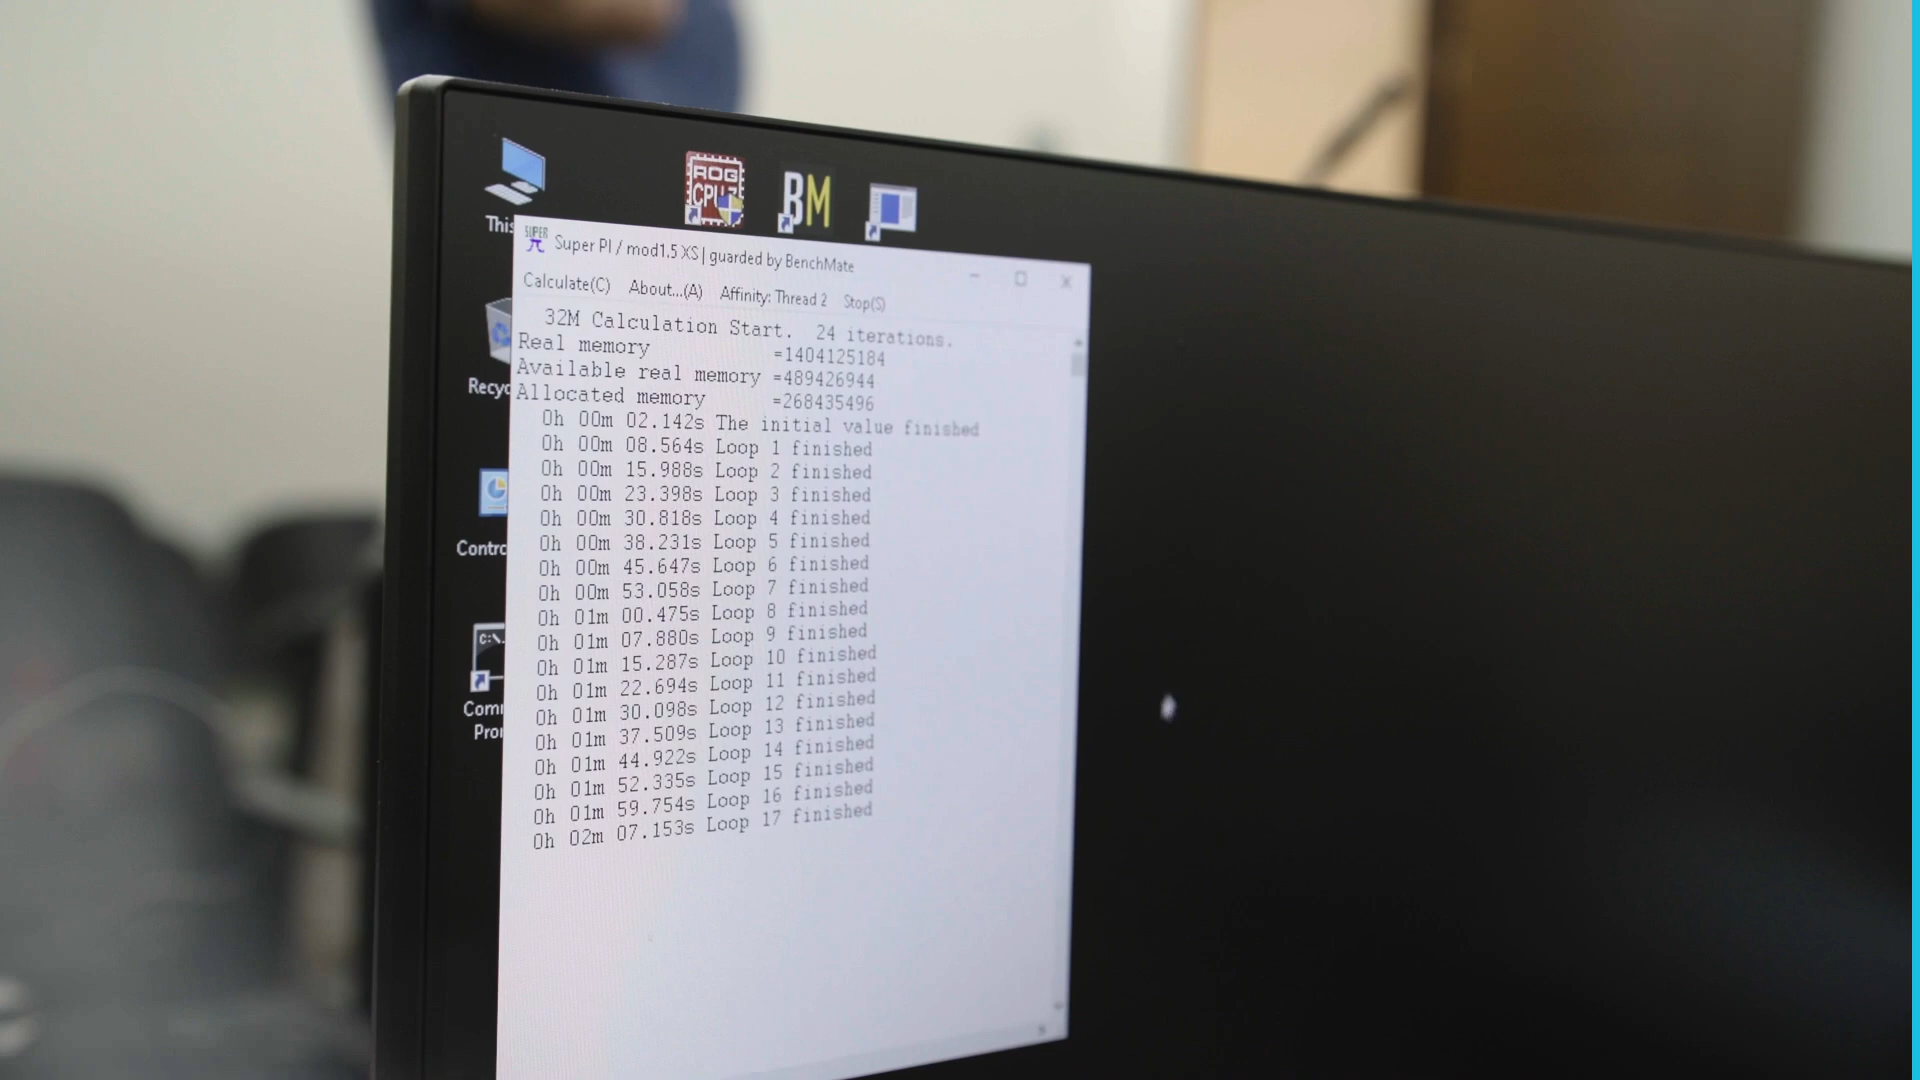 This
ROG
CPU-Z
BM
SUPER
π
Super PI / mod1.5 XS | guarded by BenchMate
Calculate(C) About...(A) Affinity: Thread 2 Stop(S)
32M Calculation Start. 24 iterations.
Real memory =1404125184
Available real memory =489426944
Allocated memory =268435496
0h 00m 02.142s The initial value finished
0h 00m 08.564s Loop 1 finished
0h 00m 15.988s Loop 2 finished
0h 00m 23.398s Loop 3 finished
0h 00m 30.818s Loop 4 finished
0h 00m 38.231s Loop 5 finished
0h 00m 45.647s Loop 6 finished
0h 00m 53.058s Loop 7 finished
0h 01m 00.475s Loop 8 finished
0h 01m 07.880s Loop 9 finished
0h 01m 15.287s Loop 10 finished
0h 01m 22.694s Loop 11 finished
0h 01m 30.098s Loop 12 finished
0h 01m 37.509s Loop 13 finished
0h 01m 44.922s Loop 14 finished
0h 01m 52.335s Loop 15 finished
0h 01m 59.754s Loop 16 finished
0h 02m 07.153s Loop 17 finished
Recyc
Contro
C:\.
Comm
Pro